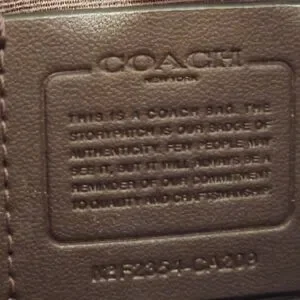 COACH
NEW YORK
THIS IS A COACH BAG. THE
STORYPATCH IS OUR BADGE OF
AUTHENTICITY. FEW PEOPLE MAY
SEE IT, BUT IT WILL ALWAYS BE A
REMINDER OF OUR COMMITMENT
TO QUALITY AND CRAFTSMANSHIP.
-CA209